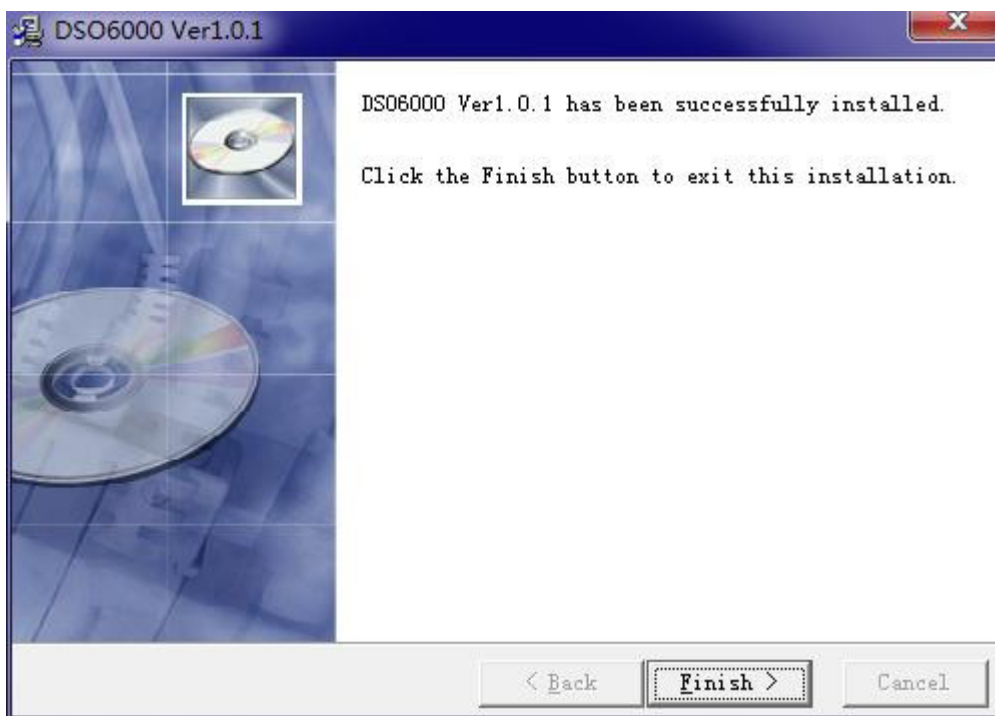 DSO6000 Ver1.0.1
DSO6000 Ver1.0.1 has been successfully installed.
Click the Finish button to exit this installation.
< Back
Finish >
Cancel